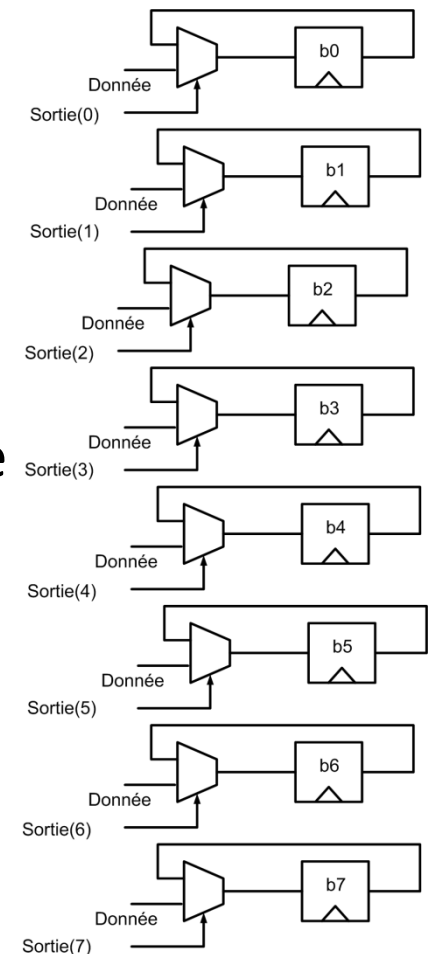 b0
Donnée
Sortie(0)
b1
Donnée
Sortie(1)
b2
Donnée
Sortie(2)
b3
Donnée
e
Sortie(3)
b4
Donnée
Sortie(4)
b5
Donnée
Sortie(5)
b6
Donnée
Sortie(6)
b7
Donnée
Sortie(7)